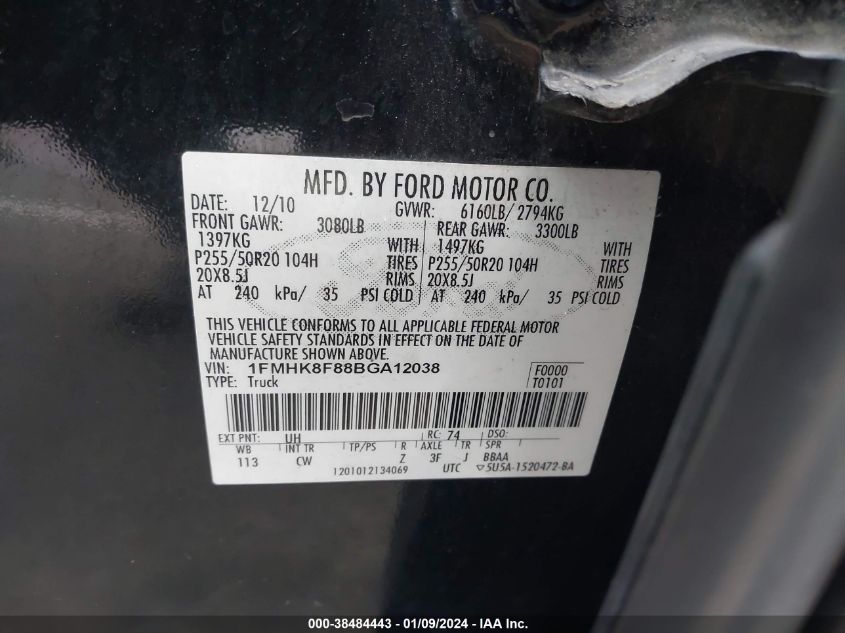 MFD. BY FORD MOTOR CO.
DATE: 12/10 GVWR: 6160LB/ 2794KG
FRONT GAWR: 3080LB REAR GAWR: 3300LB
1397KG WITH 1497KG WITH
P255/50R20 104H TIRES P255/50R20 104H TIRES
20X8.5J RIMS 20X8.5J RIMS
AT 240 kPa/ 35 PSI COLD AT 240 kPa/ 35 PSI COLD
THIS VEHICLE CONFORMS TO ALL APPLICABLE FEDERAL MOTOR
VEHICLE SAFETY STANDARDS IN EFFECT ON THE DATE OF
MANUFACTURE SHOWN ABOVE
VIN: 1FMHK8F88BGA12038 F0000
TYPE: Truck T0101
EXT PNT: UH RC: 74 DSO:
WB INT TR TP/PS R AXLE TR SPR
113 CW Z 3F J BBAA
1201012134069 UTC ▽5U5A-1520472-BA
000-38484443 - 01/09/2024 - IAAI.COM